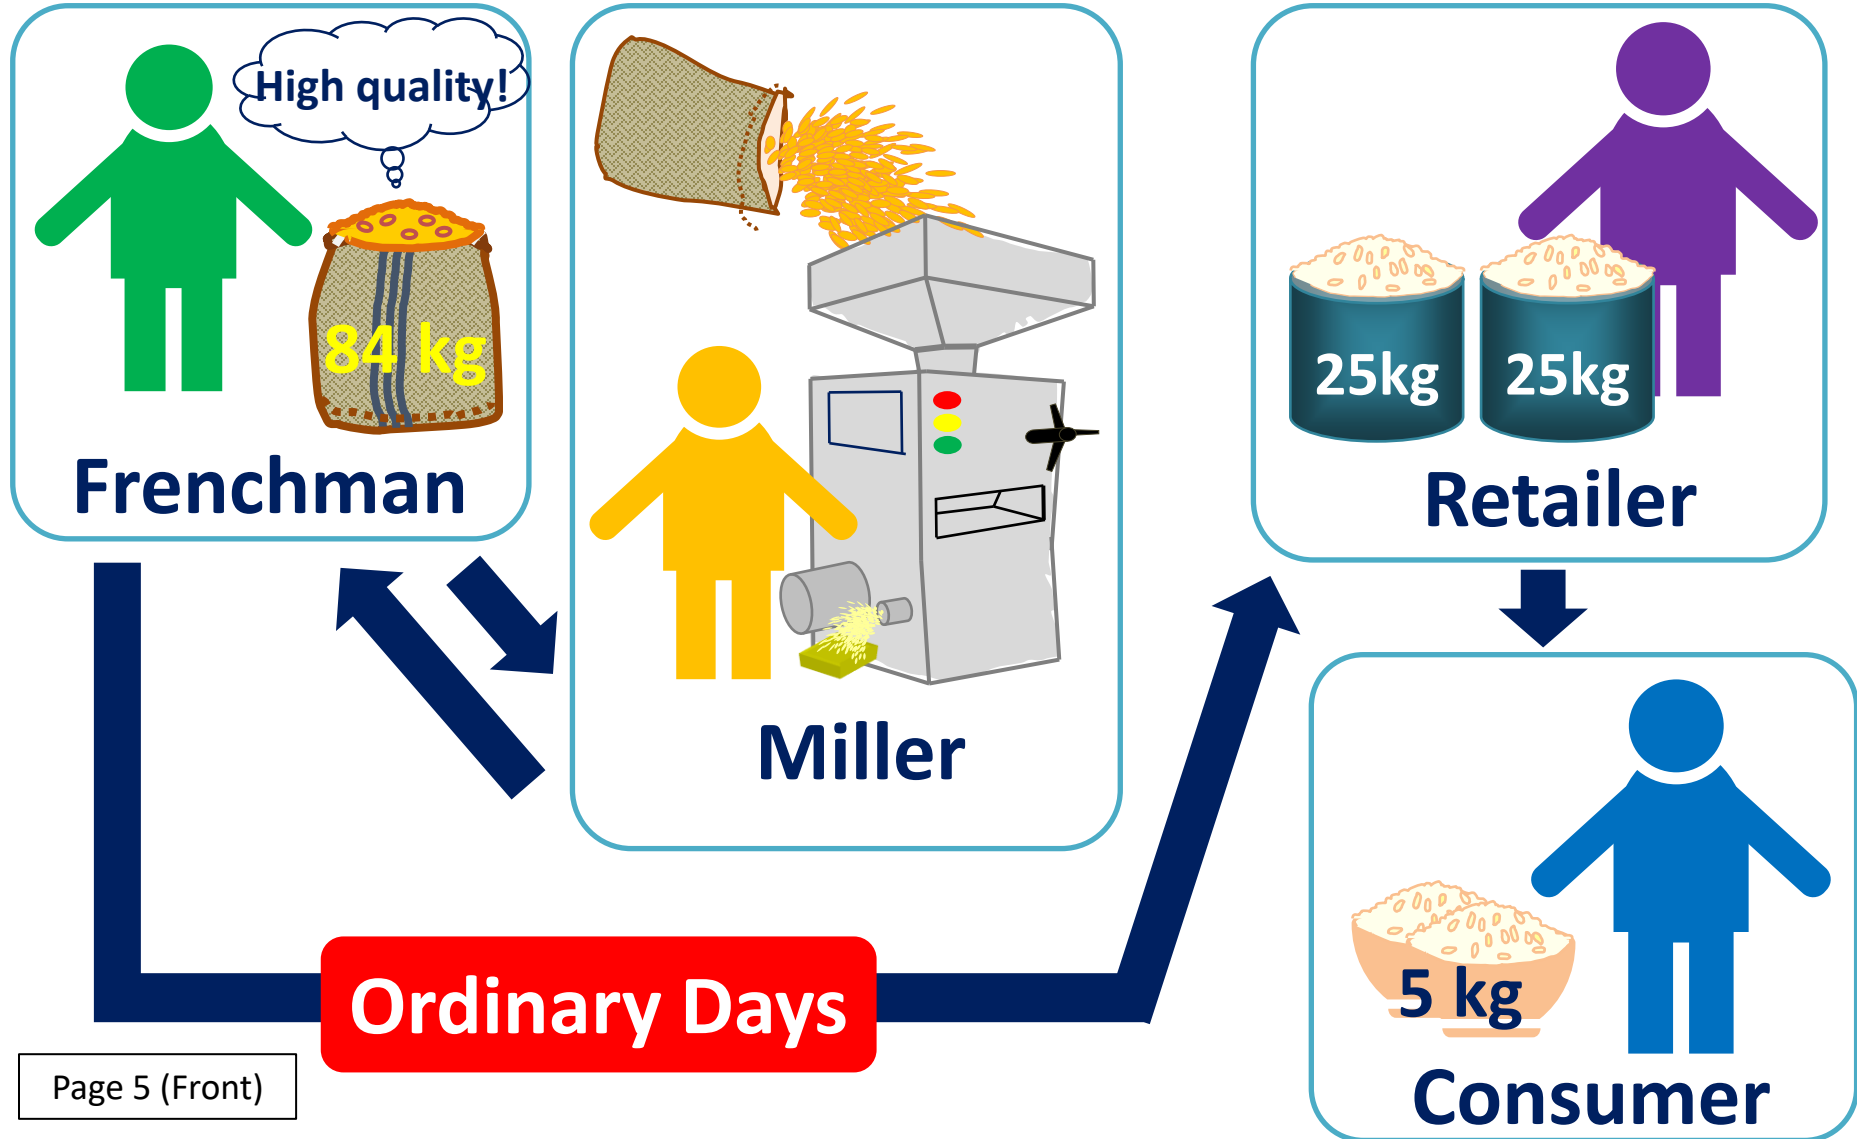 High quality!
84 kg
Frenchman
Miller
25kg
25kg
Retailer
5 kg
Consumer
Ordinary Days
Page 5 (Front)